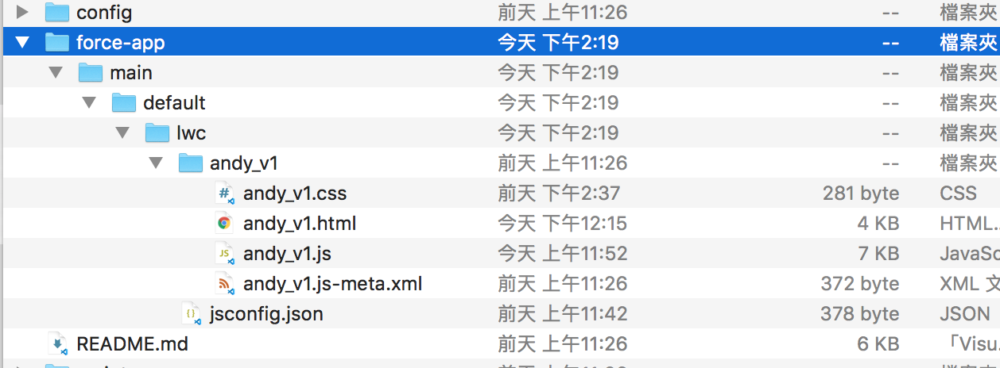 config 前天 上午11:26 -- 檔案夾
force-app 今天 下午2:19 -- 檔案夾
main 今天 下午2:19 -- 檔案夾
default 今天 下午2:19 -- 檔案夾
lwc 今天 下午2:19 -- 檔案夾
andy_v1 前天 上午11:26 -- 檔案夾
andy_v1.css 前天 下午2:37 281 byte CSS
andy_v1.html 今天 下午12:15 4 KB HTML..
andy_v1.js 今天 上午11:52 7 KB JavaSc
andy_v1.js-meta.xml 前天 上午11:26 372 byte XML 文
jsconfig.json 前天 上午11:42 378 byte JSON
README.md 前天 上午11:26 6 KB 「Visu..